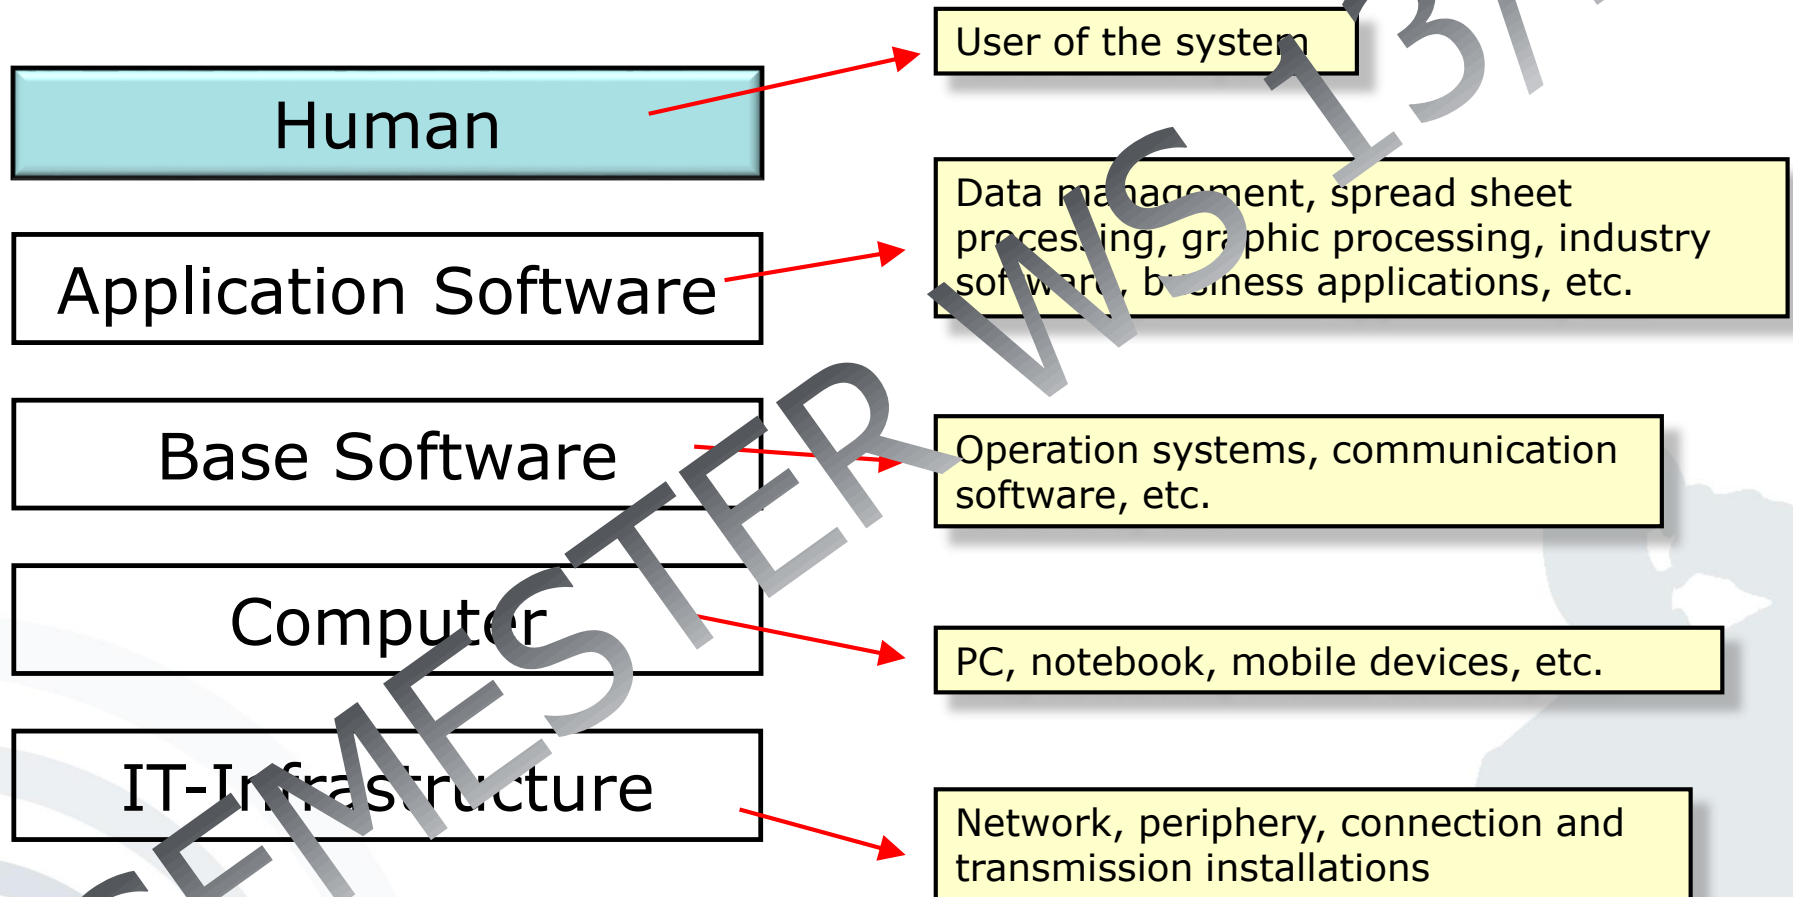 Human
User of the system
Application Software
Data management, spread sheet
processing, graphic processing, industry
software, business applications, etc.
Base Software
Operation systems, communication
software, etc.
Computer
PC, notebook, mobile devices, etc.
IT-Infrastructure
Network, periphery, connection and
transmission installations
SEMESTER WS 13/